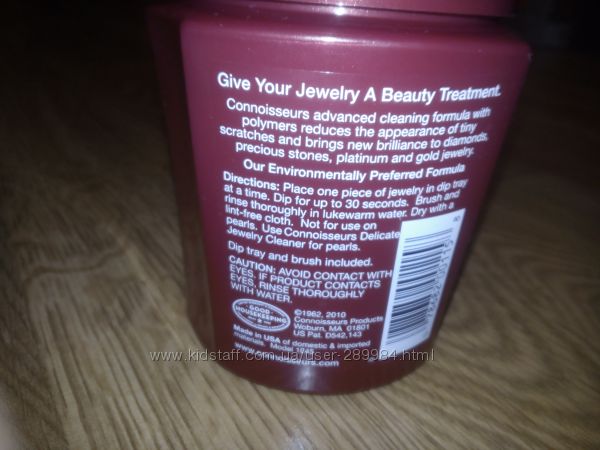 Give Your Jewelry A Beauty Treatment.
Connoisseurs advanced cleaning formula with
polymers reduces the appearance of tiny
scratches and brings new brilliance to diamonds,
precious stones, platinum and gold jewelry.
Our Environmentally Preferred Formula
Directions: Place one piece of jewelry in dip tray
at a time. Dip for up to 30 seconds. Brush and
rinse thoroughly in lukewarm water. Dry with a
lint-free cloth. Not for use on
pearls. Use Connoisseurs Delicate
Jewelry Cleaner for pearls.
Dip tray and brush included.
CAUTION: AVOID CONTACT WITH
EYES. IF PRODUCT CONTACTS
EYES, RINSE THOROUGHLY
WITH WATER.
GOOD
HOUSEKEEPING
©1962, 2010
Connoisseurs Products
Woburn, MA 01801
US Pat. D542,143
Made in USA of domestic & imported
materials. Model
www.kidstaff.com.ua/user-289984.html